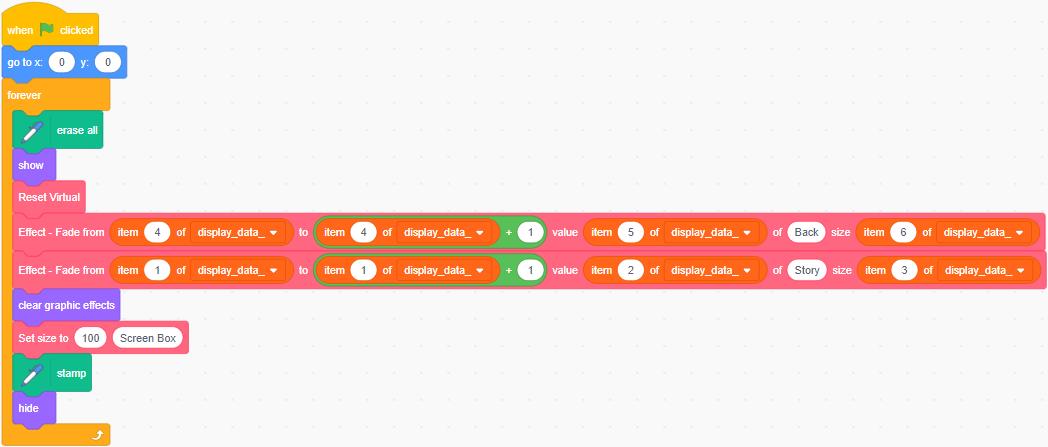 when clicked
go to x: 0 y: 0
forever
erase all
show
Reset Virtual
Effect - Fade from item 4 of display_data_ to item 4 of display_data_ + 1 value item 5 of display_data_ of Back size item 6 of display_data_
Effect - Fade from item 1 of display_data_ to item 1 of display_data_ + 1 value item 2 of display_data_ of Story size item 3 of display_data_
clear graphic effects
Set size to 100 Screen Box
stamp
hide